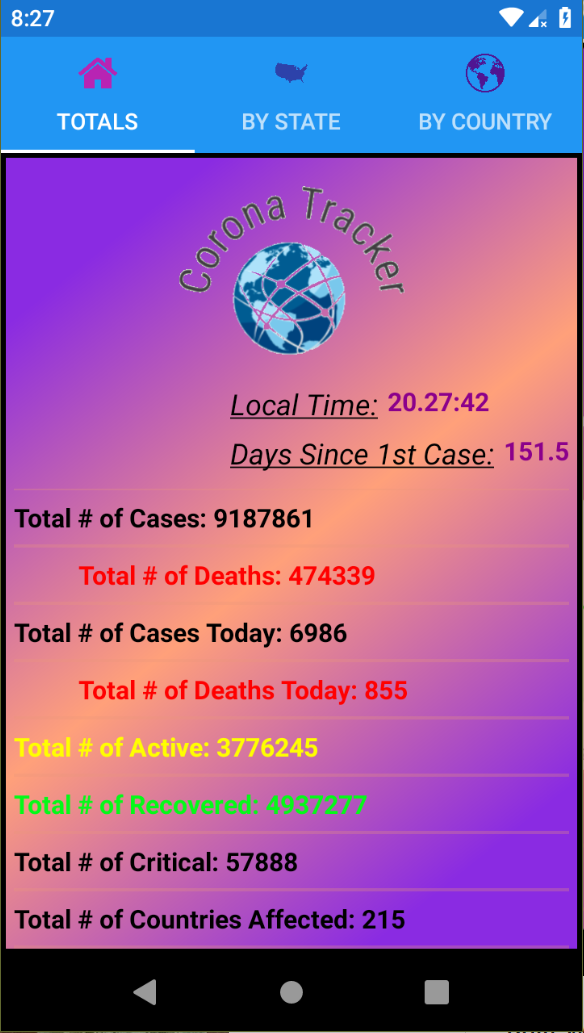 8:27
TOTALS BY STATE BY COUNTRY
Corona Tracker
Local Time: 20.27:42
Days Since 1st Case: 151.5
Total # of Cases: 9187861
Total # of Deaths: 474339
Total # of Cases Today: 6986
Total # of Deaths Today: 855
Total # of Active: 3776245
Total # of Recovered: 4937277
Total # of Critical: 57888
Total # of Countries Affected: 215